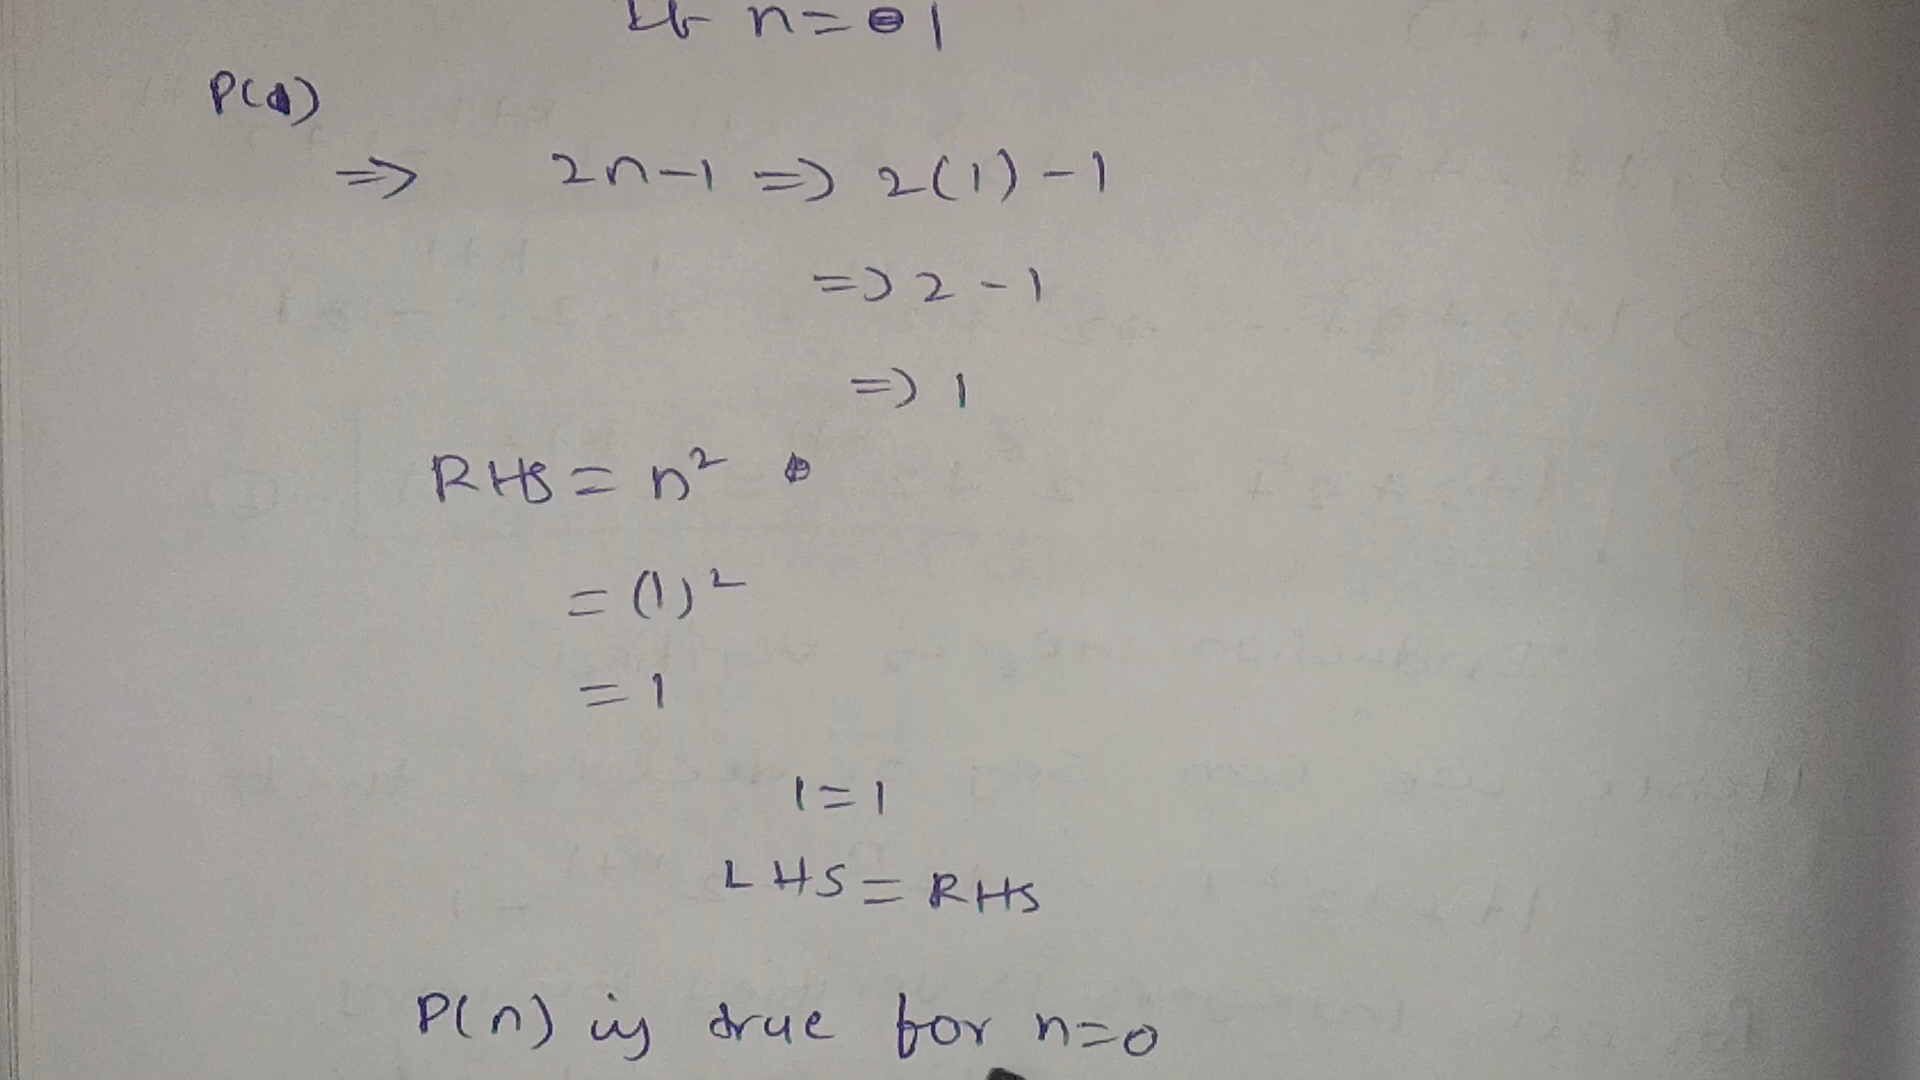 If n=0 1
P(1)
=> 2n-1 => 2(1)-1
=> 2-1
=> 1
RHS = n²
= (1)²
= 1
1=1
LHS = RHS
P(n) is true for n=0